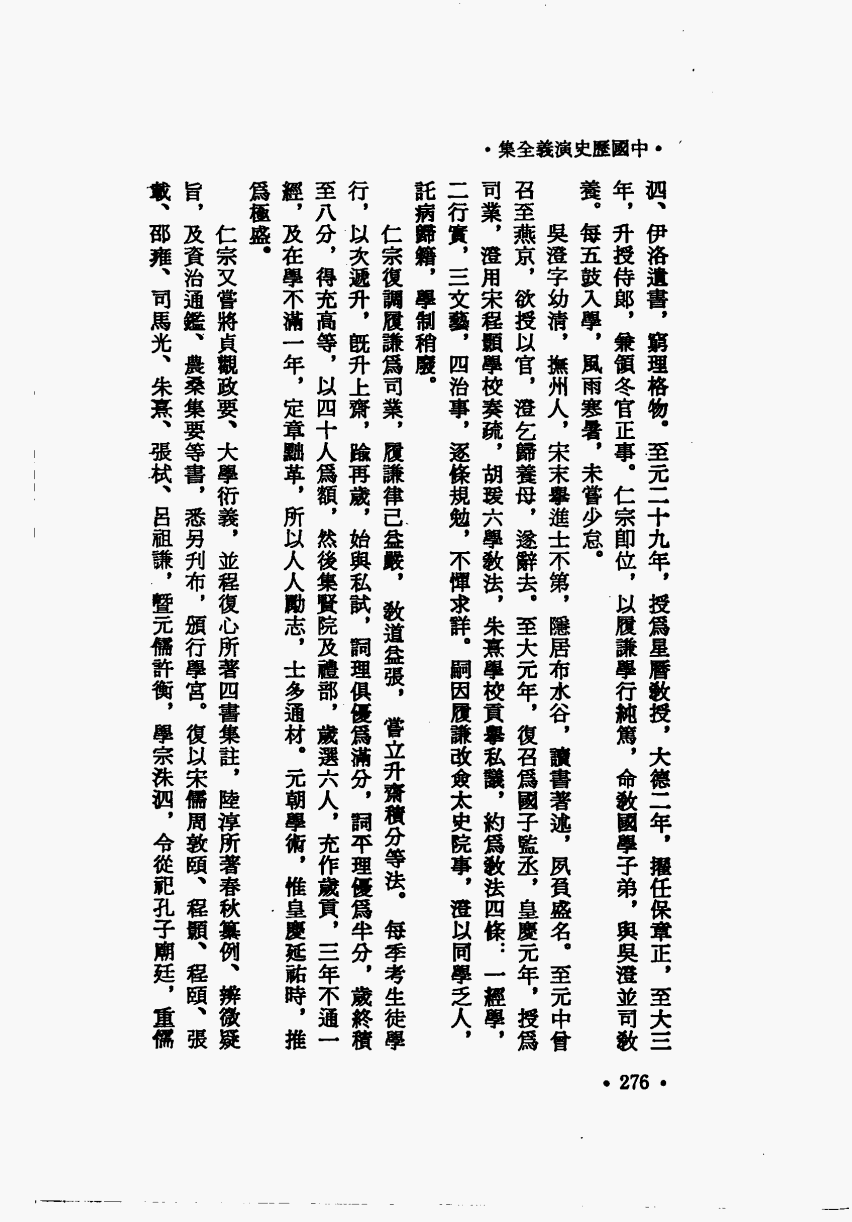 •中國歷史演義全集•
泗、伊洛遺書，窮理格物。至元二十九年，授爲星曆敎授，大德二年，擢任保章正，至大三
年，升授侍郎，兼領冬官正事。仁宗卽位，以履謙學行純篤，命敎國學子弟，與吳澄並司敎
養。每五鼓入學，風雨寒暑，未嘗少怠。
吳澄字幼淸，撫州人，宋末舉進士不第，隱居布水谷，讀書著述，夙負盛名。至元中曾
召至燕京，欲授以官，澄乞歸養母，遂辭去。至大元年，復召爲國子監丞，皇慶元年，授爲
司業，澄用宋程顥學校奏疏，胡瑗六學敎法，朱熹學校貢舉私議，約爲敎法四條：一經學，
二行實，三文藝，四治事，逐條規勉，不憚求詳。嗣因履謙改僉太史院事，澄以同學乏人，
託病歸籍，學制稍廢。
仁宗復調履謙爲司業，履謙律己益嚴，敎道益張，嘗立升齋積分等法。每季考生徒學
行，以次遞升，旣升上齋，踰再歲，始與私試，詞理俱優爲滿分，詞平理優爲半分，歲終積
至八分，得充高等，以四十人爲額，然後集賢院及禮部，歲選六人，充作歲貢，三年不通一
經，及在學不滿一年，定章黜革，所以人人勵志，士多通材。元朝學術，惟皇慶延祐時，推
爲極盛。
仁宗又嘗將貞觀政要、大學衍義，並程復心所著四書集註，陸淳所著春秋纂例、辨微疑
旨，及資治通鑑、農桑集要等書，悉另刋布，頒行學宮。復以宋儒周敦頤、程顥、程頤、張
載、邵雍、司馬光、朱熹、張栻、呂祖謙，暨元儒許衡，學宗洙泗，令從祀孔子廟廷，重儒
•276•